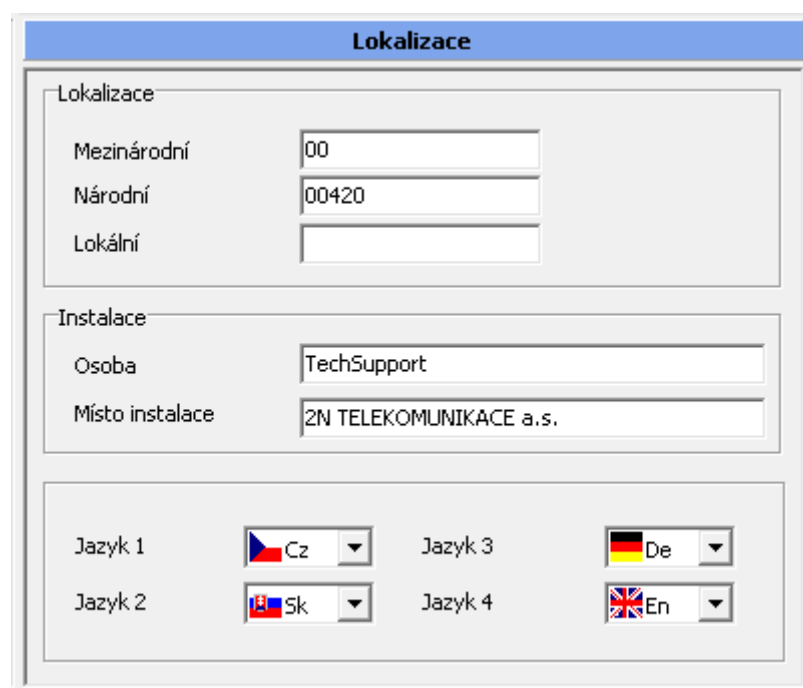 Lokalizace
Lokalizace
Mezinárodní 00
Národní 00420
Lokální
Instalace
Osoba TechSupport
Místo instalace 2N TELEKOMUNIKACE a.s.
Jazyk 1 Cz Jazyk 3 De
Jazyk 2 Sk Jazyk 4 En